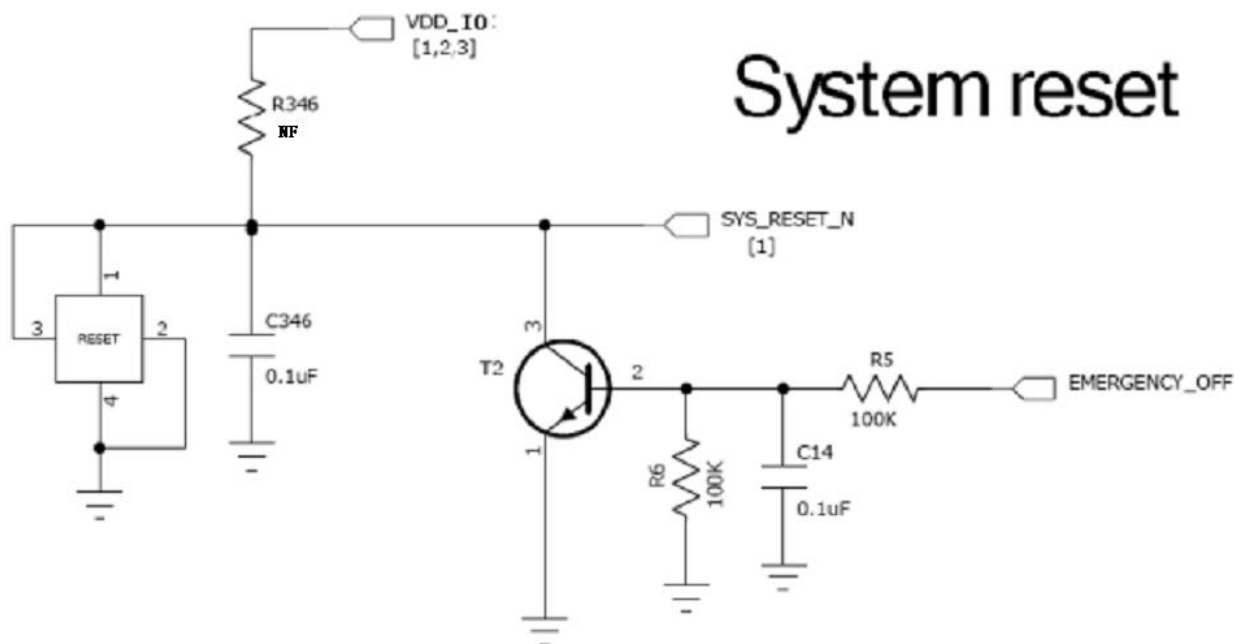 VDD_IO:
[1,2,3]
System reset
R346
NF
SYS_RESET_N
[1]
1
3
RESET
2
4
C346
0.1uF
3
T2
2
1
R5
100K
EMERGENCY_OFF
R6
100K
C14
0.1uF